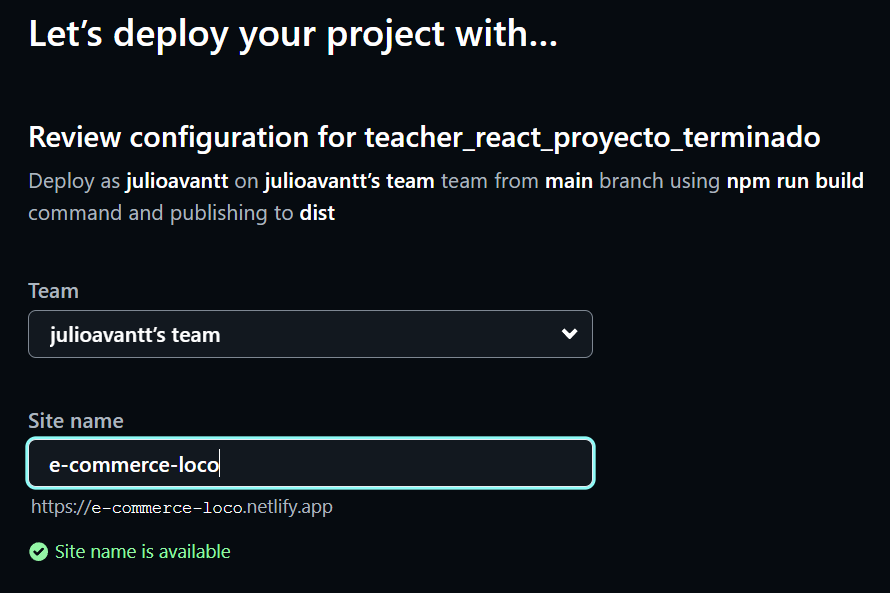 Let’s deploy your project with…
Review configuration for teacher_react_proyecto_terminado
Deploy as julioavantt on julioavantt’s team team from main branch using npm run build
command and publishing to dist
Team
julioavantt’s team
Site name
e-commerce-loco
https://e-commerce-loco.netlify.app
Site name is available